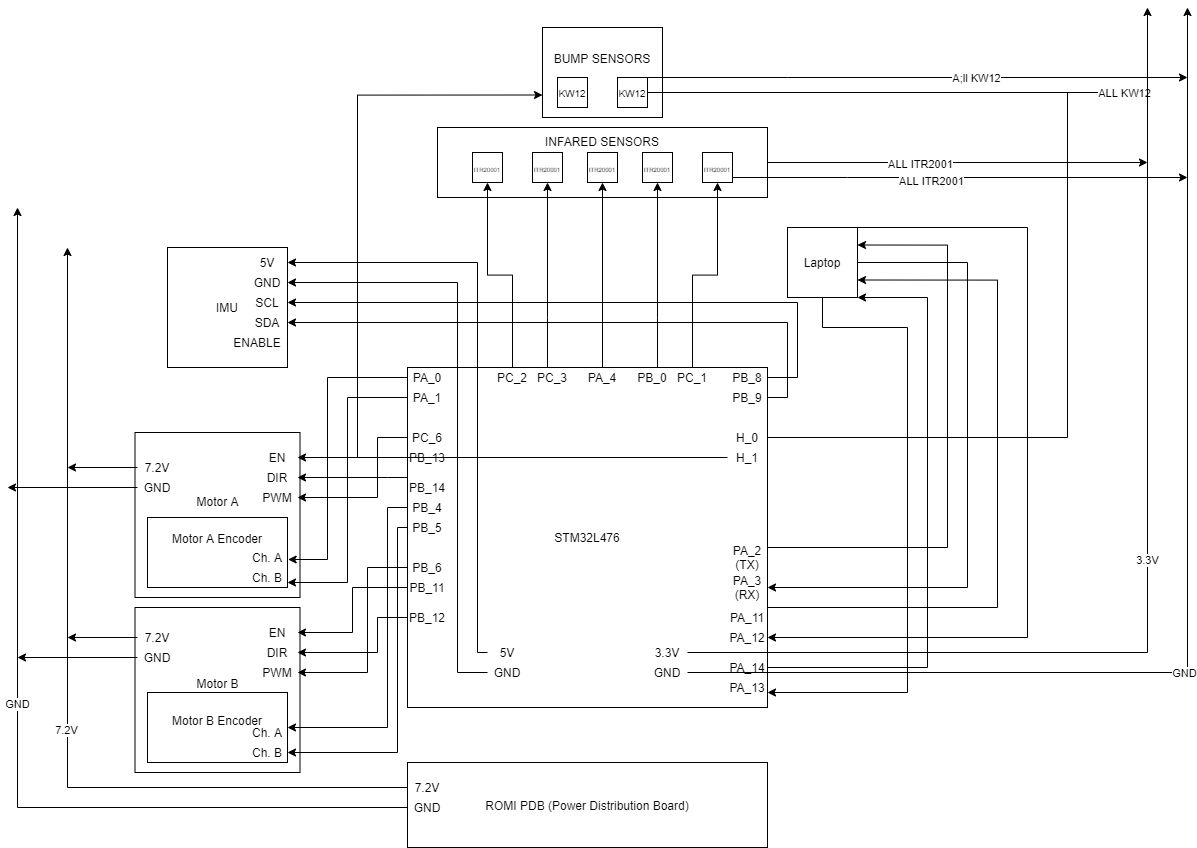 BUMP SENSORS
KW12
KW12
A;ll KW12
ALL KW12
INFARED SENSORS
ITR20001
ITR20001
ITR20001
ITR20001
ITR20001
ALL ITR2001
ALL ITR2001
Laptop
5V
GND
IMU
SCL
SDA
ENABLE
PA_0
PC_2
PC_3
PA_4
PB_0
PC_1
PB_8
PA_1
PB_9
PC_6
H_0
PB_13
H_1
PB_14
PB_4
PB_5
PB_6
PB_11
PB_12
STM32L476
PA_2
(TX)
PA_3
(RX)
PA_11
PA_12
PA_14
PA_13
5V
GND
3.3V
GND
3.3V
GND
7.2V
GND
EN
DIR
PWM
Motor A
Motor A Encoder
Ch. A
Ch. B
7.2V
GND
EN
DIR
PWM
Motor B
Motor B Encoder
Ch. A
Ch. B
GND
7.2V
7.2V
GND
ROMI PDB (Power Distribution Board)